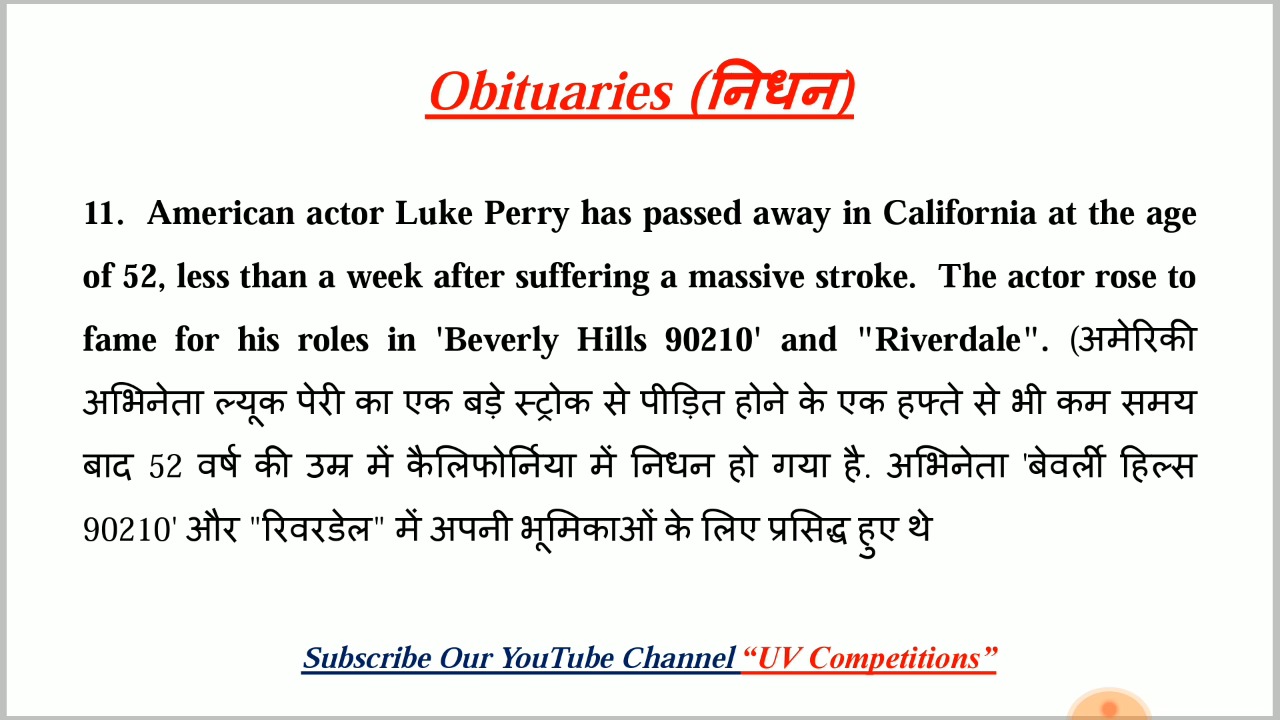 Obituaries (निधन)
11. American actor Luke Perry has passed away in California at the age
of 52, less than a week after suffering a massive stroke. The actor rose to
fame for his roles in 'Beverly Hills 90210' and "Riverdale". (अमेरिकी
अभिनेता ल्यूक पेरी का एक बड़े स्ट्रोक से पीड़ित होने के एक हफ्ते से भी कम समय
बाद 52 वर्ष की उम्र में कैलिफोर्निया में निधन हो गया है. अभिनेता 'बेवर्ली हिल्स
90210' और "रिवरडेल" में अपनी भूमिकाओं के लिए प्रसिद्ध हुए थे
Subscribe Our YouTube Channel “UV Competitions”